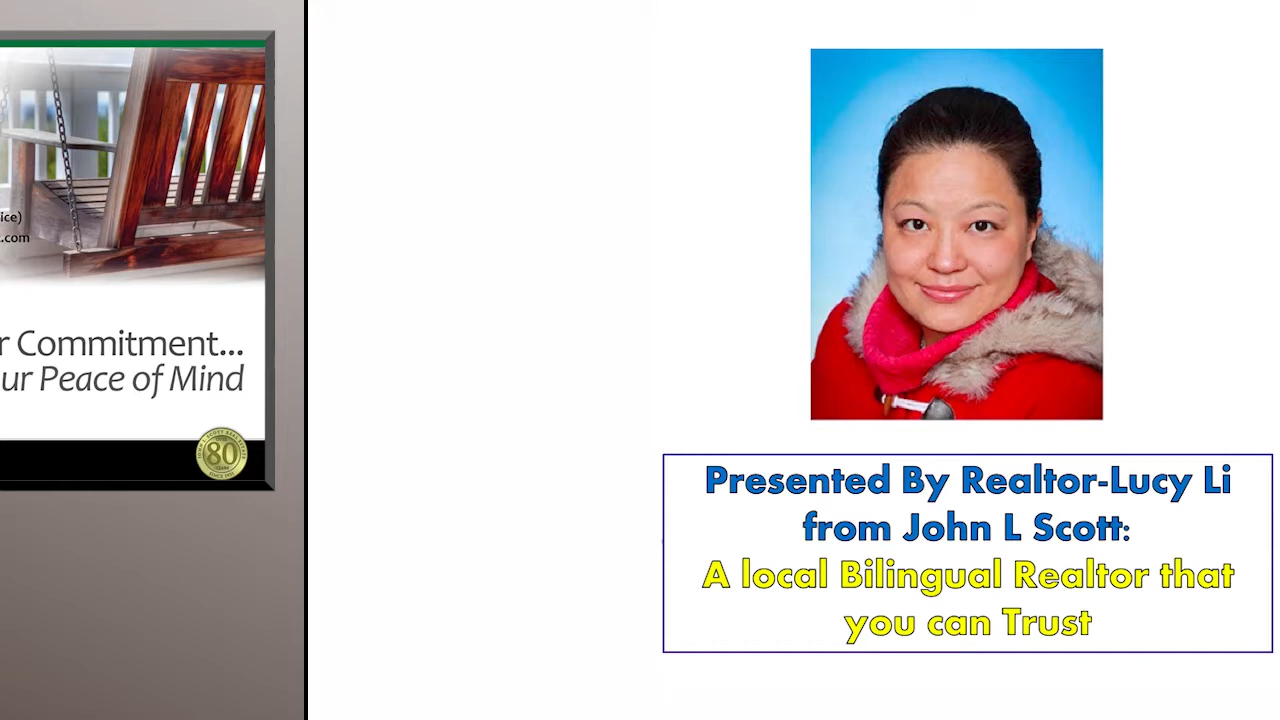 ice)
.com
r Commitment...
ur Peace of Mind
80
Presented By Realtor-Lucy Li
from John L Scott:
A local Bilingual Realtor that
you can Trust